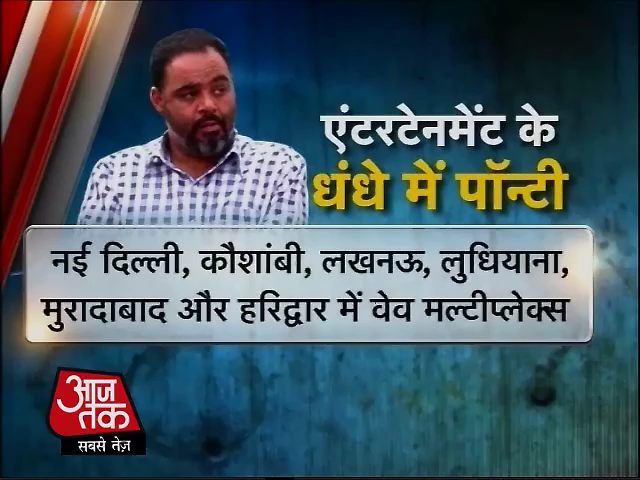 एंटरटेनमेंट के
धंधे में पॉन्टी
नई दिल्ली, कौशांबी, लखनऊ, लुधियाना,
मुरादाबाद और हरिद्वार में वेव मल्टीप्लेक्स
आज
तक
सबसे तेज़